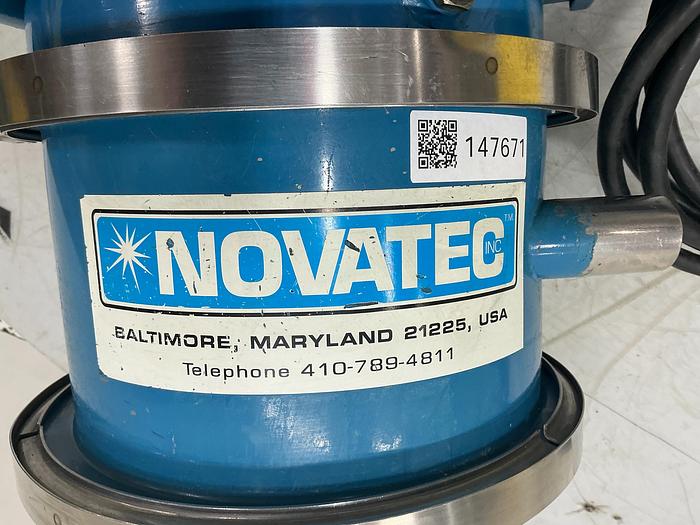 147671
NOVATEC INC TM
BALTIMORE, MARYLAND 21225, USA
Telephone 410-789-4811